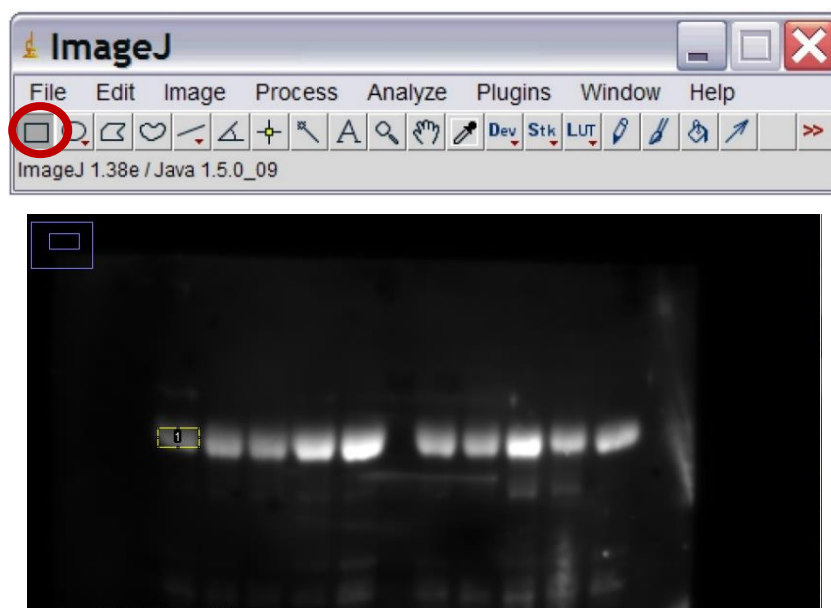 ImageJ
File Edit Image Process Analyze Plugins Window Help
A Dev Stk LUT >>
ImageJ 1.38e / Java 1.5.0_09
1